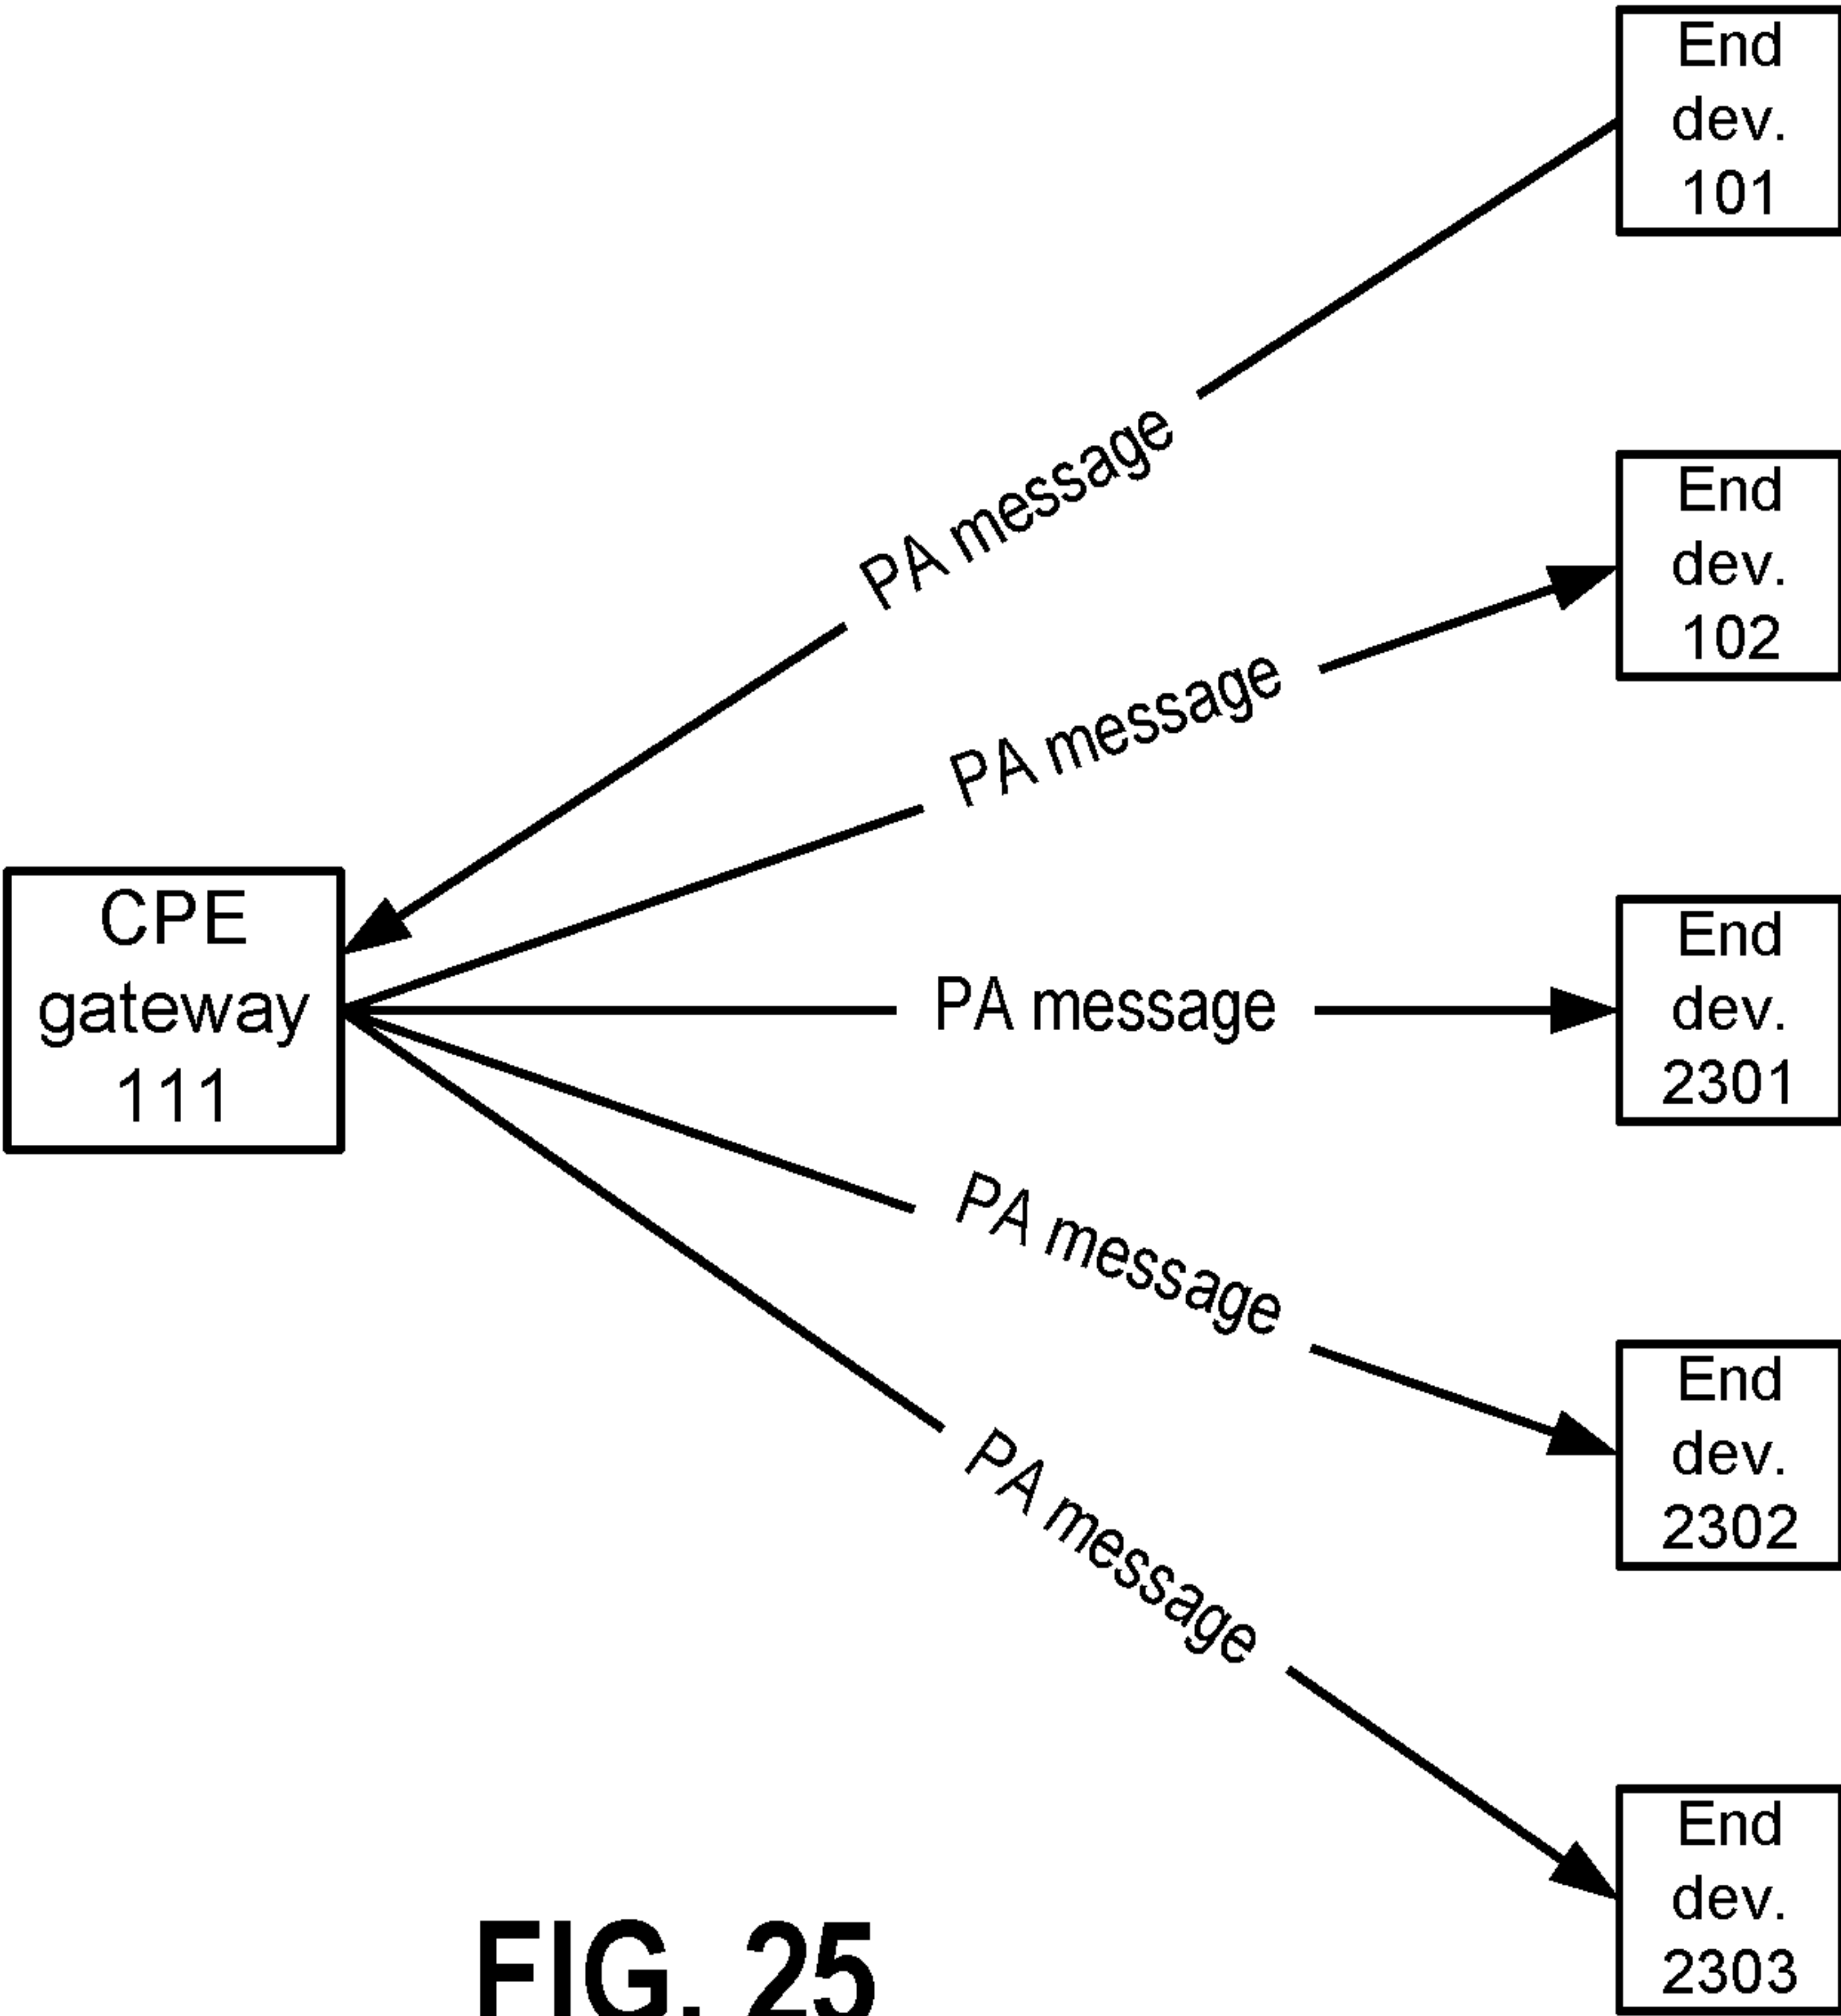 End
dev.
101
PA message
End
dev.
102
PA message
CPE
gateway
111
PA message
End
dev.
2301
PA message
End
dev.
2302
PA message
End
dev.
2303
FIG. 25